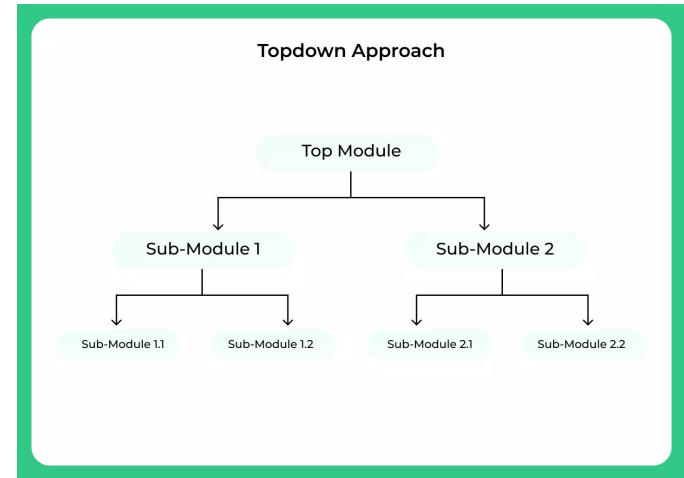 Topdown Approach
Top Module
Sub-Module 1
Sub-Module 2
Sub-Module 1.1
Sub-Module 1.2
Sub-Module 2.1
Sub-Module 2.2